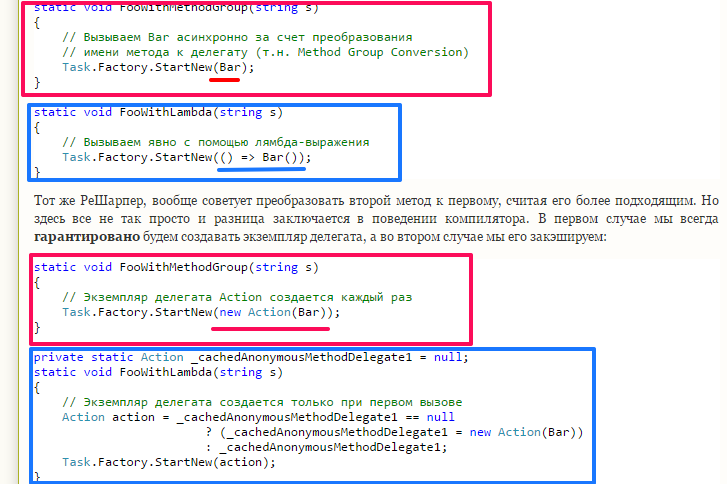 static void FooWithMethodGroup(string s)
{
// Вызываем Bar асинхронно за счет преобразования
// имени метода к делегату (т.н. Method Group Conversion)
Task.Factory.StartNew(Bar);
}
static void FooWithLambda(string s)
{
// Вызываем явно с помощью лямбда-выражения
Task.Factory.StartNew(() => Bar());
}
Тот же РеШарпер, вообще советует преобразовать второй метод к первому, считая его более подходящим. Но
здесь все не так просто и разница заключается в поведении компилятора. В первом случае мы всегда
гарантировано будем создавать экземпляр делегата, а во втором случае мы его закэшируем:
static void FooWithMethodGroup(string s)
{
// Экземпляр делегата Action создается каждый раз
Task.Factory.StartNew(new Action(Bar));
}
private static Action _cachedAnonymousMethodDelegate1 = null;
static void FooWithLambda(string s)
{
// Экземпляр делегата создается только при первом вызове
Action action = _cachedAnonymousMethodDelegate1 == null
? (_cachedAnonymousMethodDelegate1 = new Action(Bar))
: _cachedAnonymousMethodDelegate1;
Task.Factory.StartNew(action);
}